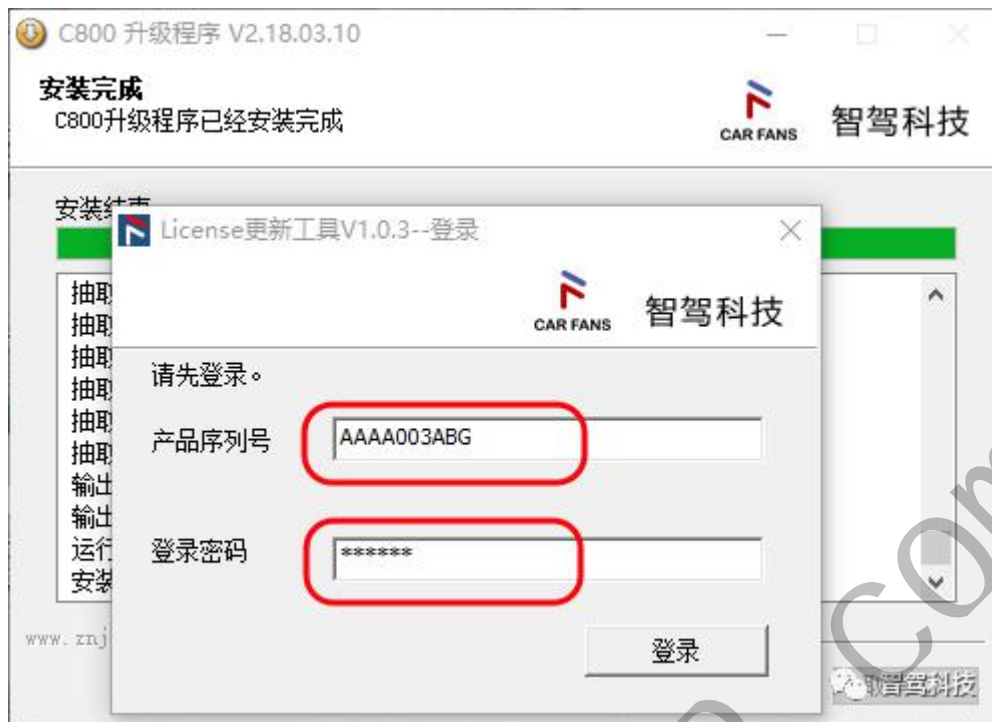 C800 升级程序 V2.18.03.10
安装完成
C800升级程序已经安装完成
CAR FANS 智驾科技
安装结束
License更新工具V1.0.3--登录
CAR FANS 智驾科技
请先登录。
产品序列号 AAAA003ABG
登录密码 ******
登录
抽取
抽取
抽取
抽取
抽取
抽取
输出
输出
运行
安装
www.znj
智驾科技
com